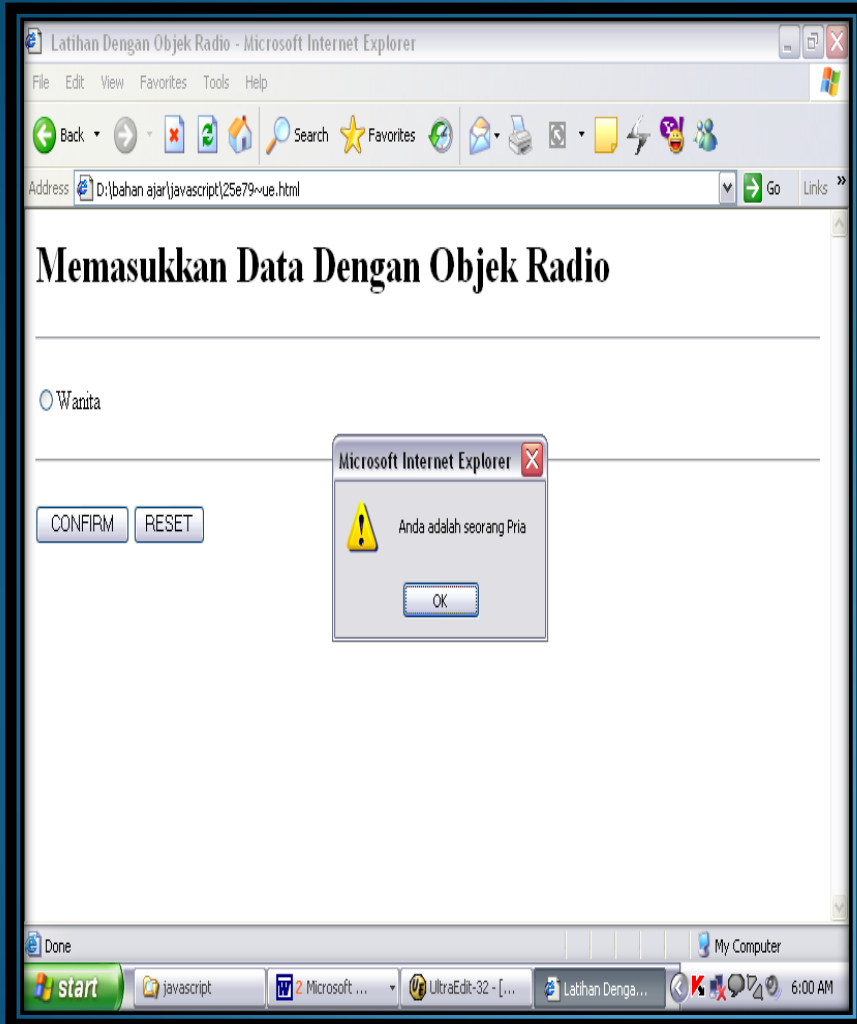 Latihan Dengan Objek Radio - Microsoft Internet Explorer
File Edit View Favorites Tools Help
Back Search Favorites
Address D:\bahan ajar\javascript\25e79~ue.html Go Links »
Memasukkan Data Dengan Objek Radio
Wanita
Microsoft Internet Explorer
Anda adalah seorang Pria
OK
CONFIRM RESET
Done My Computer
start javascript 2 Microsoft ... UltraEdit-32 - [... Latihan Denga... 6:00 AM